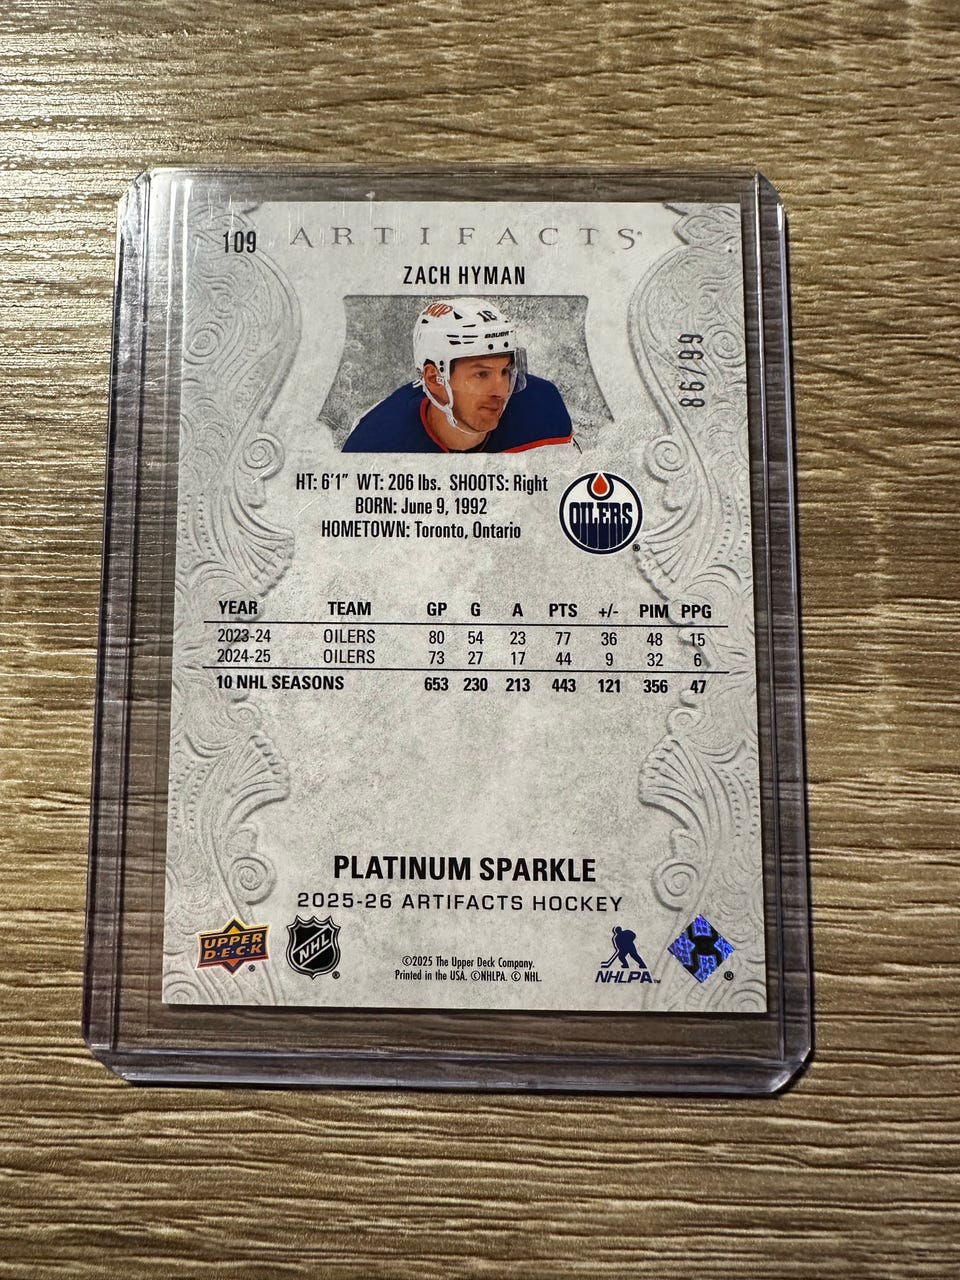 109
ARTIFACTS
ZACH HYMAN
SKIP
18
BAUER
86/99
HT: 6'1" WT: 206 lbs. SHOOTS: Right
BORN: June 9, 1992
HOMETOWN: Toronto, Ontario
OILERS
YEAR TEAM GP G A PTS +/- PIM PPG
2023-24 OILERS 80 54 23 77 36 48 15
2024-25 OILERS 73 27 17 44 9 32 6
10 NHL SEASONS 653 230 213 443 121 356 47
PLATINUM SPARKLE
2025-26 ARTIFACTS HOCKEY
UPPER
D·E·C·K
NHL
©2025 The Upper Deck Company.
Printed in the USA. ©NHLPA. © NHL.
NHLPA™